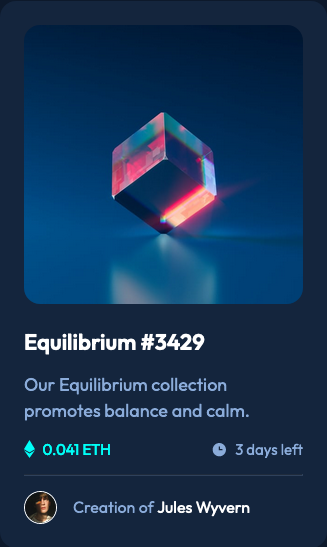 Equilibrium #3429
Our Equilibrium collection
promotes balance and calm.
0.041 ETH 3 days left
Creation of Jules Wyvern